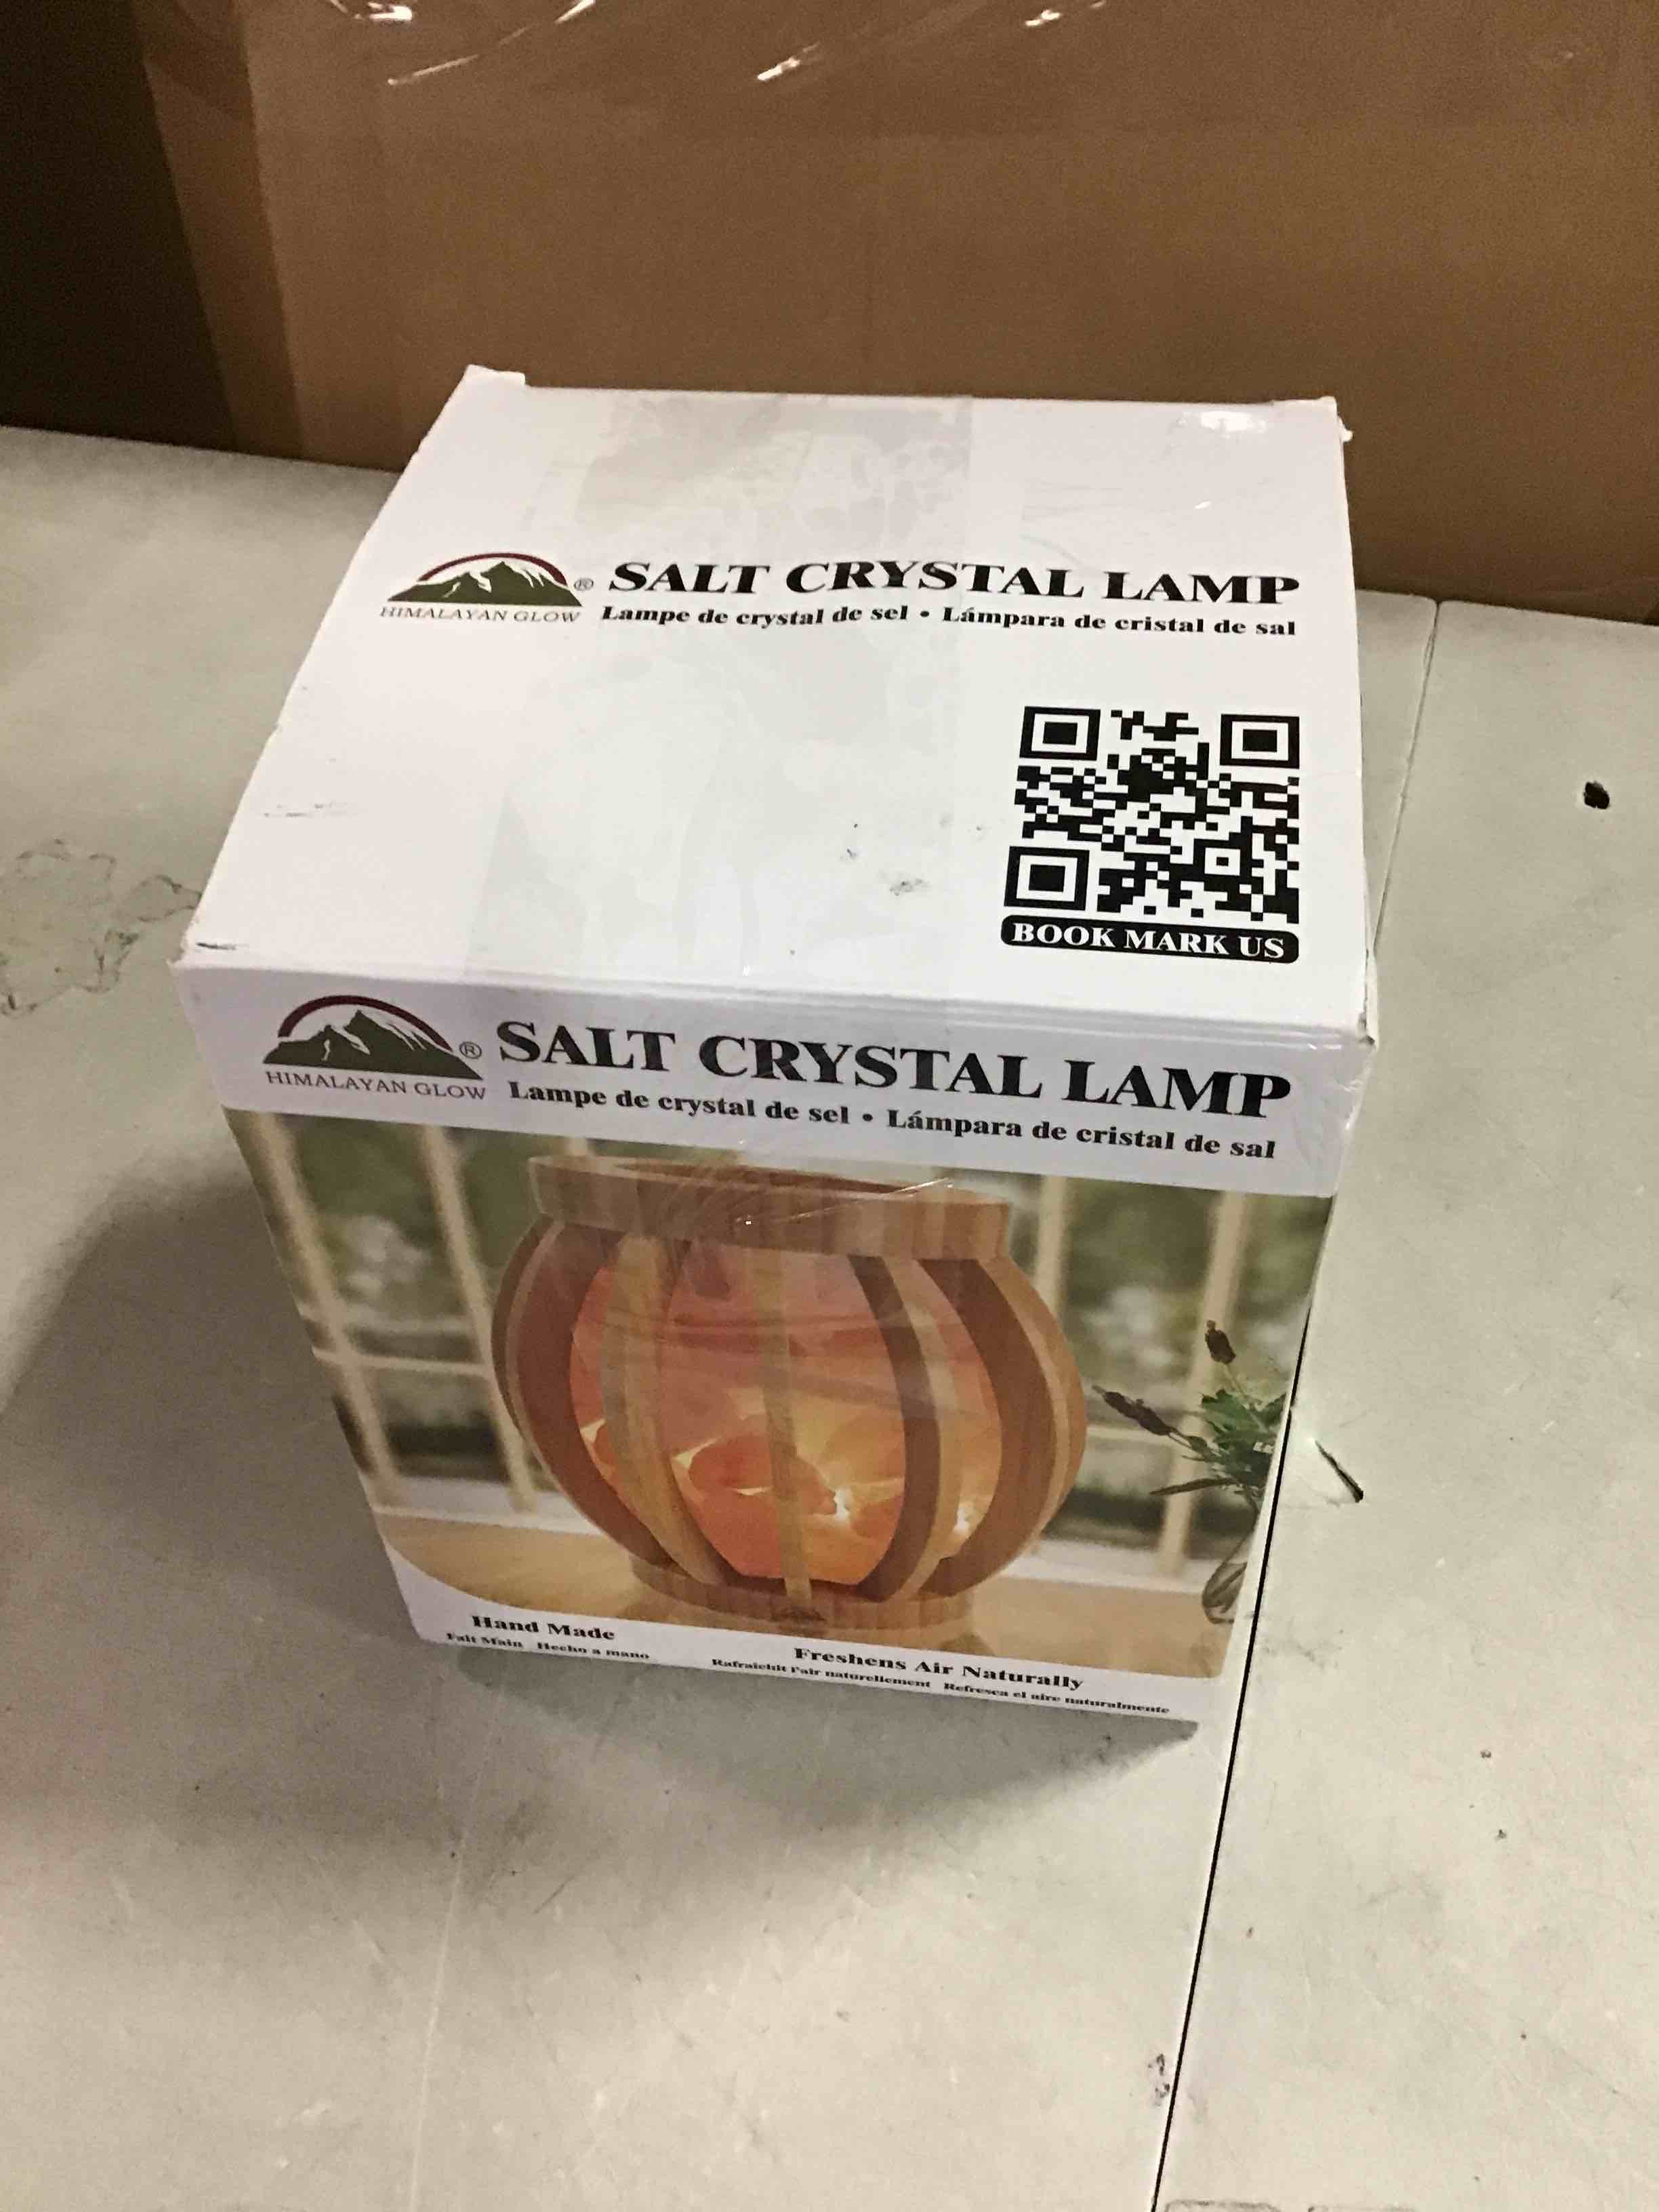 SALT CRYSTAL LAMP
HIMALAYAN GLOW®
Lampe de crystal de sel • Lámpara de cristal de sal
BOOK MARK US
SALT CRYSTAL LAMP
HIMALAYAN GLOW®
Lampe de crystal de sel • Lámpara de cristal de sal
Hand Made
Fait Main Hecho a mano
Freshens Air Naturally
Rafraichit l'air naturellement Refresca el aire naturalmente